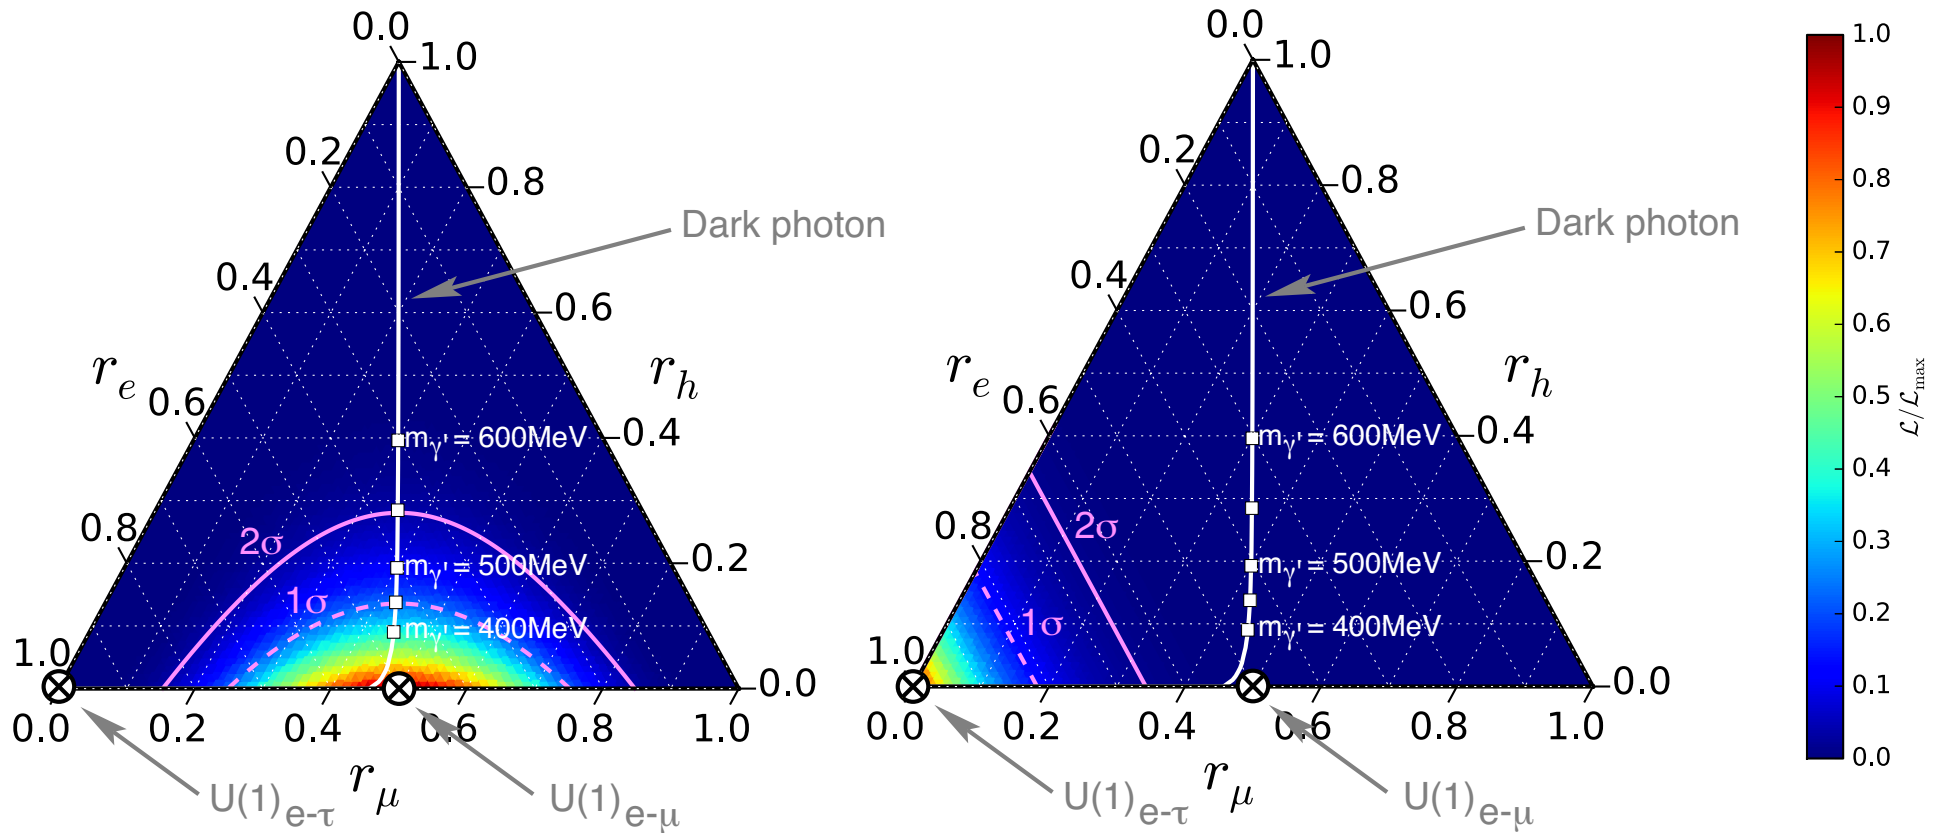 0.0
1.0
0.2
0.8
Dark photon
0.4
0.6
r_e
r_h
0.6
m_γ' = 600MeV
0.4
0.8
2σ
m_γ' = 500MeV
0.2
1σ
m_γ' = 400MeV
1.0
0.0
0.0
0.2
0.4
0.6
0.8
1.0
r_μ
U(1)_e-τ
U(1)_e-μ
0.0
1.0
0.2
0.8
Dark photon
0.4
0.6
r_e
r_h
0.6
m_γ' = 600MeV
0.4
0.8
2σ
m_γ' = 500MeV
0.2
1σ
m_γ' = 400MeV
1.0
0.0
0.0
0.2
0.4
0.6
0.8
1.0
r_μ
U(1)_e-τ
U(1)_e-μ
1.0
0.9
0.8
0.7
0.6
0.5
0.4
0.3
0.2
0.1
0.0
ℒ/ℒ_max